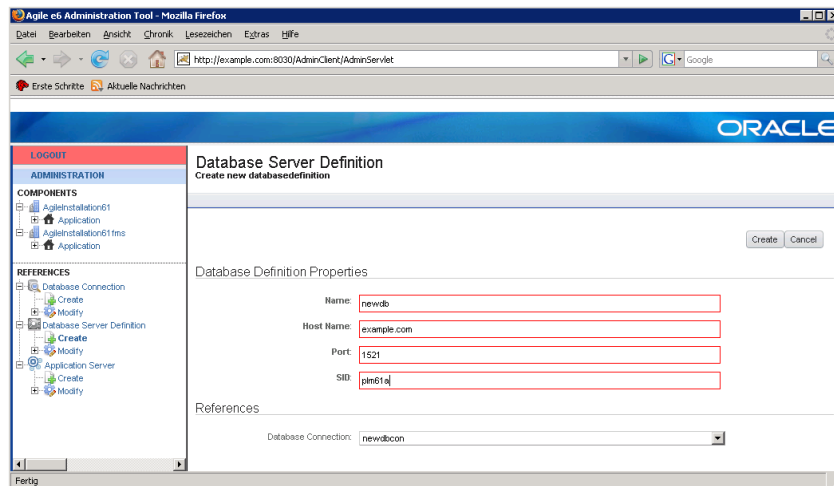 Agile e6 Administration Tool - Mozilla Firefox
Datei Bearbeiten Ansicht Chronik Lesezeichen Extras Hilfe
http://example.com:8030/AdminClient/AdminServlet
G Google
Erste Schritte Aktuelle Nachrichten
ORACLE
LOGOUT
ADMINISTRATION
COMPONENTS
AgileInstallation61
Application
AgileInstallation61fms
Application
REFERENCES
Database Connection
Create
Modify
Database Server Definition
Create
Modify
Application Server
Create
Modify
Database Server Definition
Create new databasedefinition
Create Cancel
Database Definition Properties
Name: newdb
Host Name: example.com
Port: 1521
SID: plm61a
References
Database Connection: newdbcon
Fertig